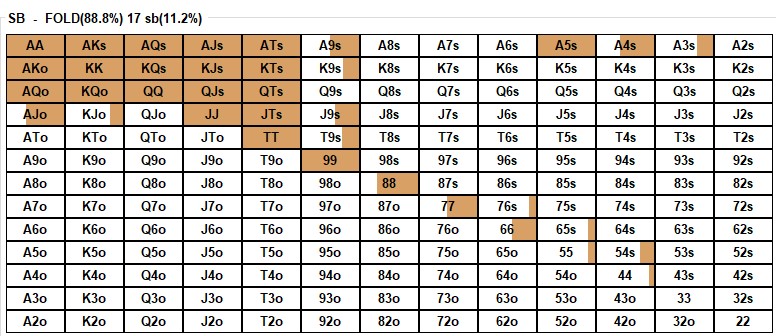 SB - FOLD(88.8%) 17 sb(11.2%)
AA AKs AQs AJs ATs A9s A8s A7s A6s A5s A4s A3s A2s
AKo KK KQs KJs KTs K9s K8s K7s K6s K5s K4s K3s K2s
AQo KQo QQ QJs QTs Q9s Q8s Q7s Q6s Q5s Q4s Q3s Q2s
AJo KJo QJo JJ JTs J9s J8s J7s J6s J5s J4s J3s J2s
ATo KTo QTo JTo TT T9s T8s T7s T6s T5s T4s T3s T2s
A9o K9o Q9o J9o T9o 99 98s 97s 96s 95s 94s 93s 92s
A8o K8o Q8o J8o T8o 98o 88 87s 86s 85s 84s 83s 82s
A7o K7o Q7o J7o T7o 97o 87o 77 76s 75s 74s 73s 72s
A6o K6o Q6o J6o T6o 96o 86o 76o 66 65s 64s 63s 62s
A5o K5o Q5o J5o T5o 95o 85o 75o 65o 55 54s 53s 52s
A4o K4o Q4o J4o T4o 94o 84o 74o 64o 54o 44 43s 42s
A3o K3o Q3o J3o T3o 93o 83o 73o 63o 53o 43o 33 32s
A2o K2o Q2o J2o T2o 92o 82o 72o 62o 52o 42o 32o 22